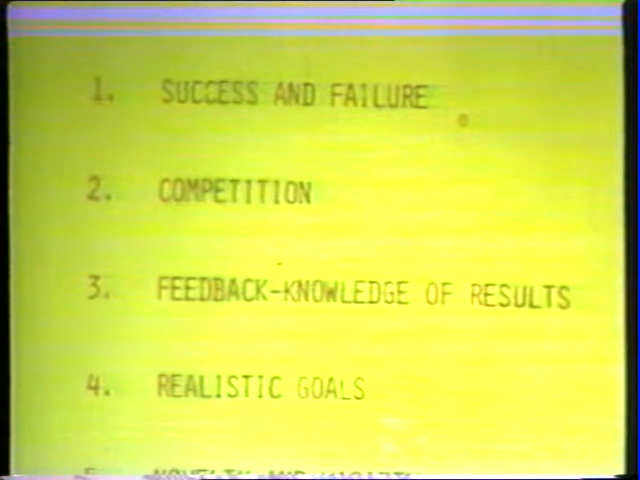 1. SUCCESS AND FAILURE
2. COMPETITION
3. FEEDBACK-KNOWLEDGE OF RESULTS
4. REALISTIC GOALS